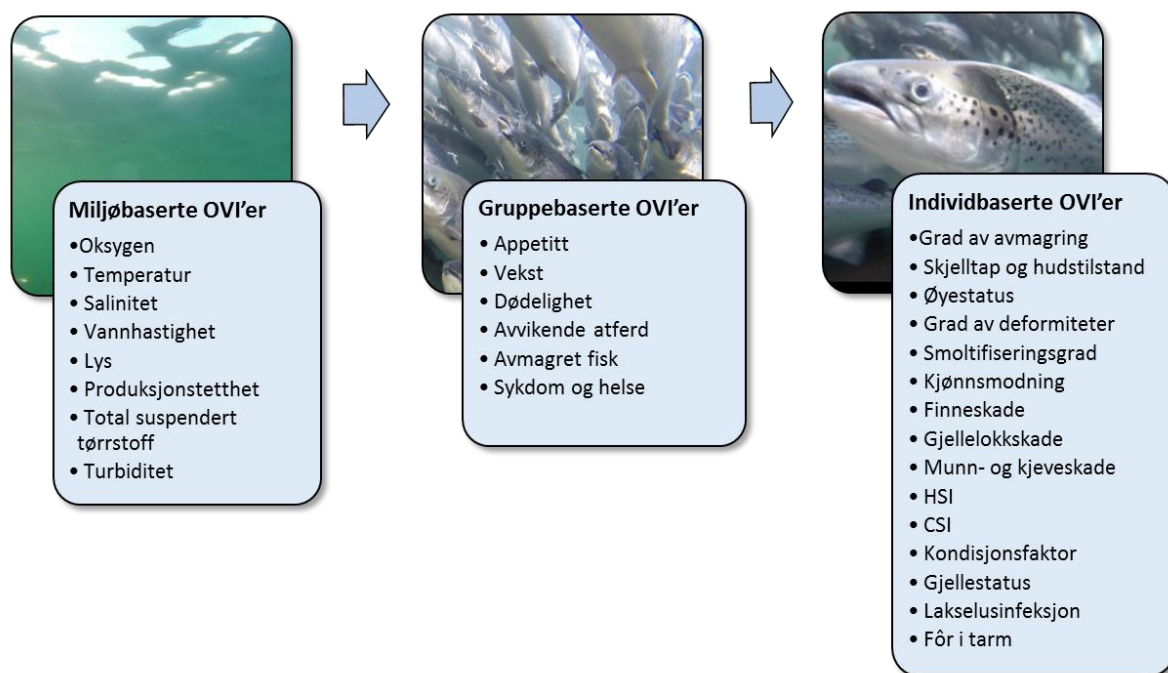 Miljøbaserte OVI’er
•Oksygen
• Temperatur
• Salinitet
• Vannhastighet
• Lys
• Produksjonstetthet
• Total suspendert
tørrstoff
• Turbiditet
Gruppebaserte OVI’er
• Appetitt
• Vekst
• Dødelighet
• Avvikende atferd
• Avmagret fisk
• Sykdom og helse
Individbaserte OVI’er
•Grad av avmagring
• Skjelltap og hudstilstand
• Øyestatus
• Grad av deformiteter
• Smoltifiseringsgrad
• Kjønnsmodning
• Finneskade
• Gjellelokkskade
• Munn- og kjeveskade
• HSI
• CSI
• Kondisjonsfaktor
• Gjellestatus
• Lakselusinfeksjon
• Fôr i tarm